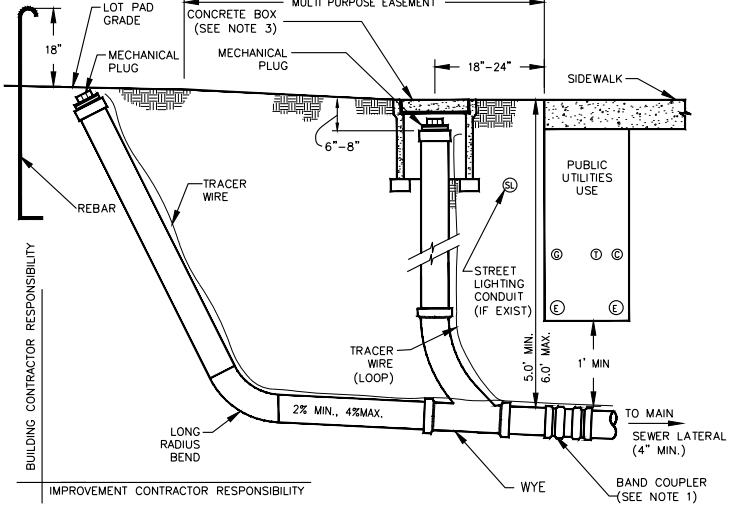 MULTI PURPOSE EASEMENT
LOT PAD
GRADE
CONCRETE BOX
(SEE NOTE 3)
18"
MECHANICAL
PLUG
MECHANICAL
PLUG
18"-24"
SIDEWALK
6"-8"
PUBLIC
UTILITIES
USE
TRACER
WIRE
SL
REBAR
G
T
C
STREET
LIGHTING
CONDUIT
(IF EXIST)
E
E
BUILDING CONTRACTOR RESPONSIBILITY
TRACER
WIRE
(LOOP)
5.0' MIN.
6.0' MAX.
1' MIN
2% MIN., 4%MAX.
TO MAIN
SEWER LATERAL
(4" MIN.)
LONG
RADIUS
BEND
WYE
BAND COUPLER
(SEE NOTE 1)
IMPROVEMENT CONTRACTOR RESPONSIBILITY